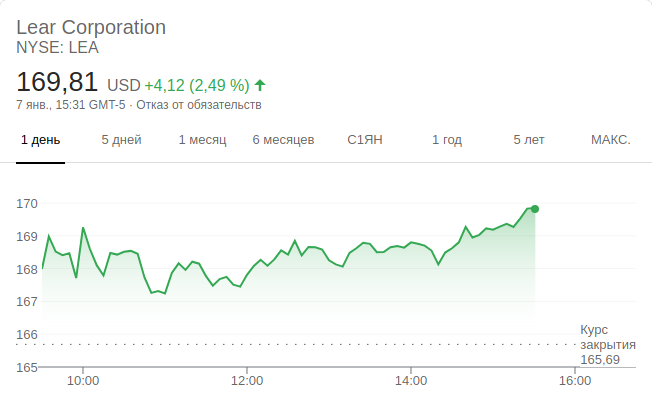 Lear Corporation
NYSE: LEA
169,81 USD +4,12 (2,49 %)
7 янв., 15:31 GMT-5 · Отказ от обязательств
1 день 5 дней 1 месяц 6 месяцев С1ЯН 1 год 5 лет МАКС.
170
169
168
167
166
165
Курс
закрытия
165,69
10:00 12:00 14:00 16:00